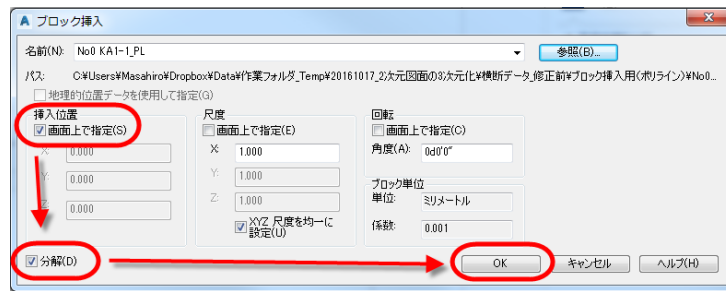 ブロック挿入
名前(N): No0 KA1-1_PL 参照(B)...
パス: C:¥Users¥Masahiro¥Dropbox¥Data¥作業フォルダ_Temp¥20161017_2次元図面の3次元化¥横断データ_修正前¥ブロック挿入用(ポリライン)¥No0...
地理的位置データを使用して指定(G)
挿入位置 尺度 回転
画面上で指定(S) 画面上で指定(E) 画面上で指定(C)
X: 0.000 X: 1.000 角度(A): 0d0'0"
Y: 0.000 Y: 1.000 ブロック単位
Z: 0.000 Z: 1.000 単位: ミリメートル
XYZ 尺度を均一に設定(U) 係数: 0.001
分解(D) OK キャンセル ヘルプ(H)